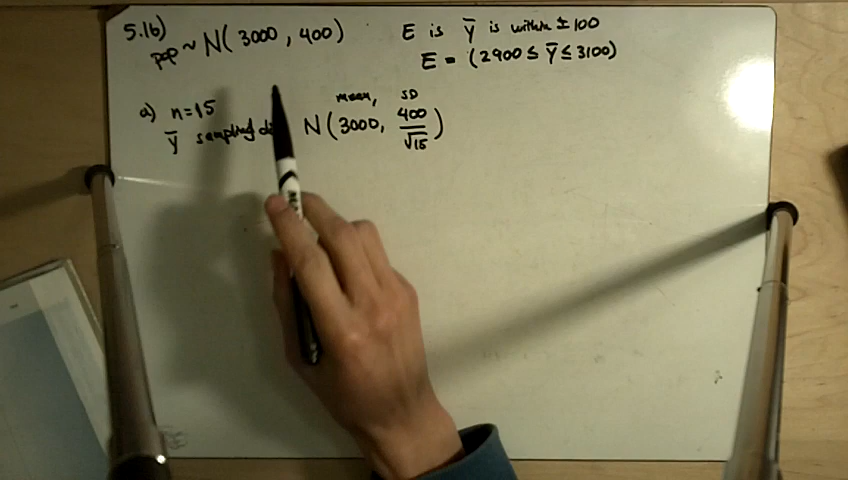 5.16)
pop ~ N(3000, 400)
E is Ȳ is within ±100
E = (2900 ≤ Ȳ ≤ 3100)
a) n=15
mean, SD
Ȳ sampling N(3000, 400/√15)